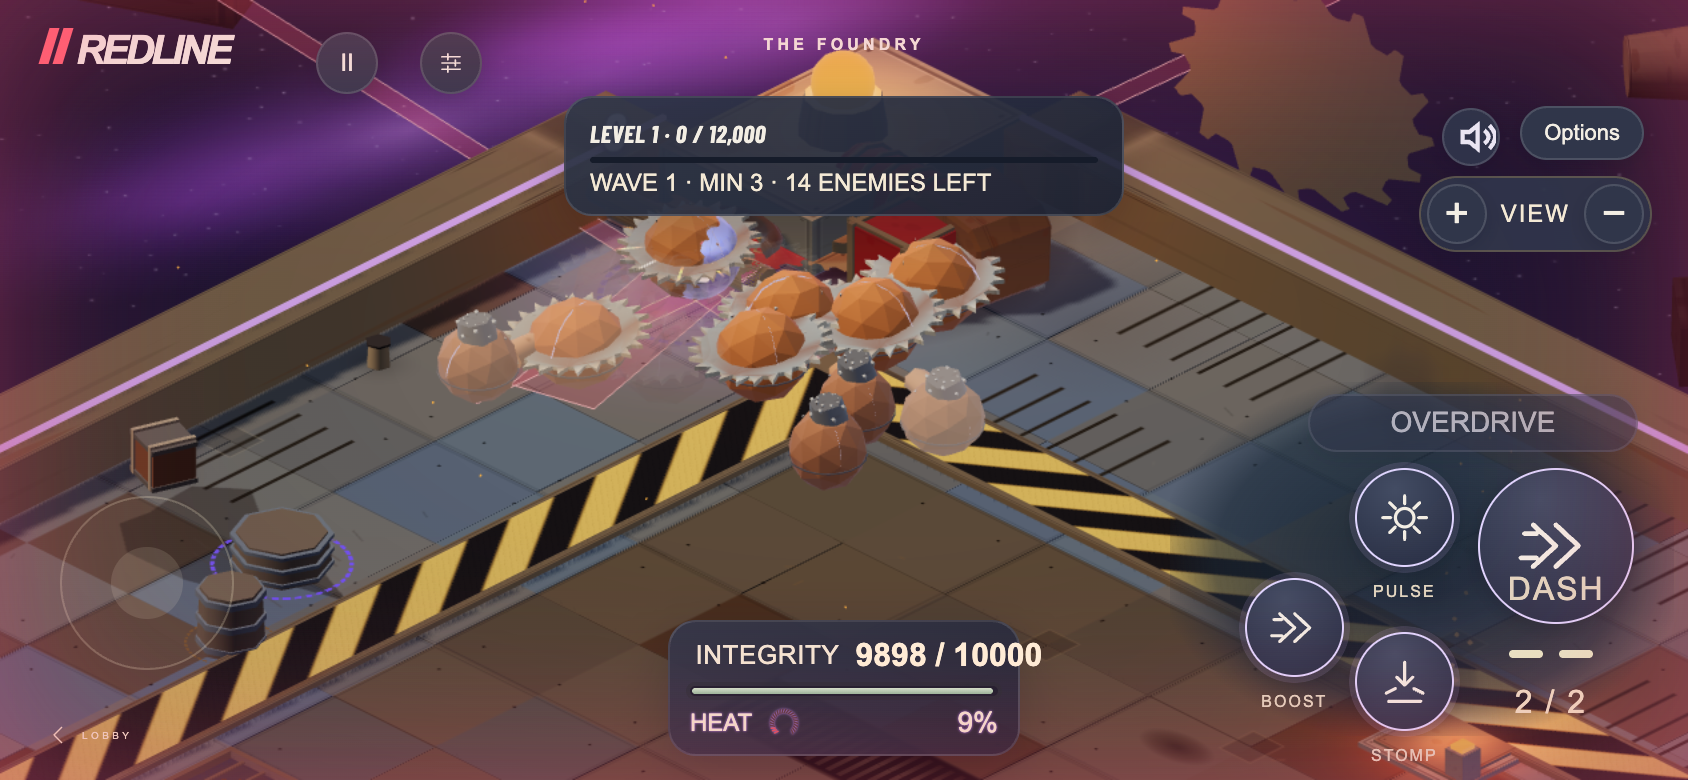 REDLINE
THE FOUNDRY
LEVEL 1 · 0 / 12,000
WAVE 1 · MIN 3 · 14 ENEMIES LEFT
Options
+ VIEW −
OVERDRIVE
PULSE
DASH
BOOST
2 / 2
STOMP
INTEGRITY 9898 / 10000
HEAT 9%
LOBBY